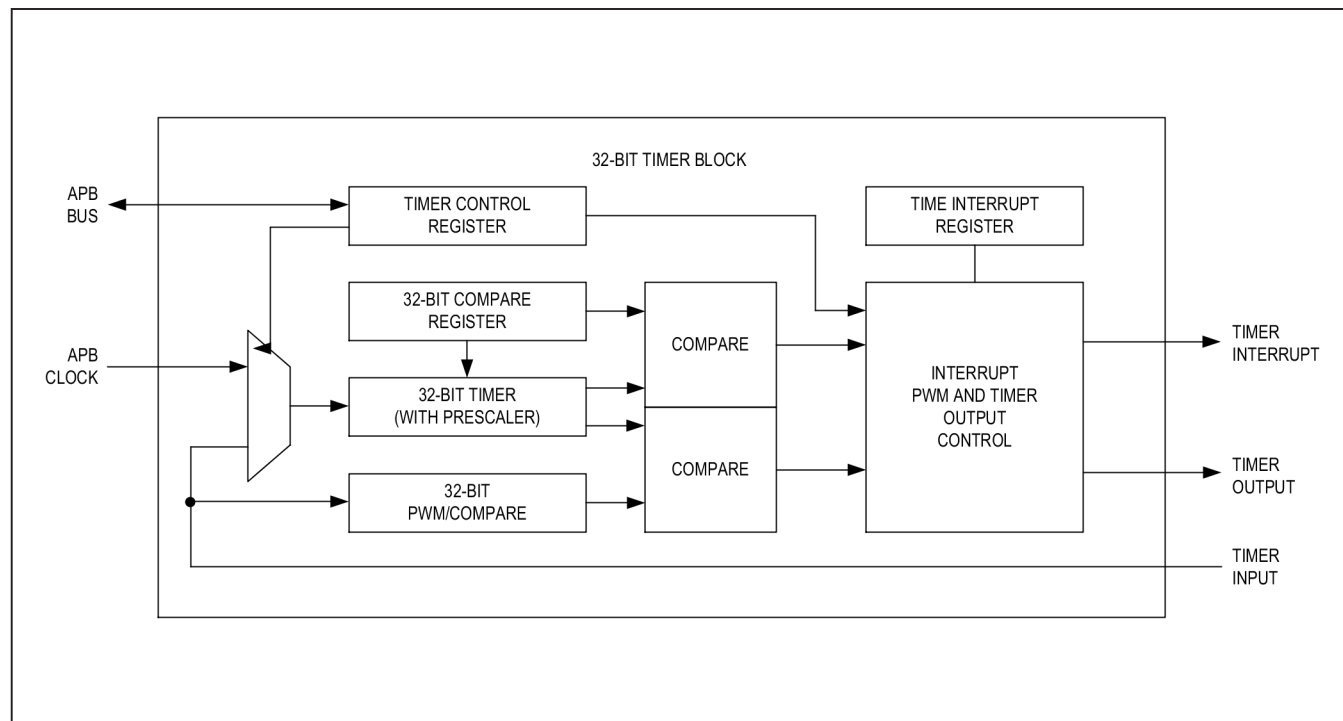 32-BIT TIMER BLOCK
APB
BUS
TIMER CONTROL
REGISTER
TIME INTERRUPT
REGISTER
32-BIT COMPARE
REGISTER
COMPARE
APB
CLOCK
32-BIT TIMER
(WITH PRESCALER)
INTERRUPT
PWM AND TIMER
OUTPUT
CONTROL
TIMER
INTERRUPT
COMPARE
32-BIT
PWM/COMPARE
TIMER
OUTPUT
TIMER
INPUT